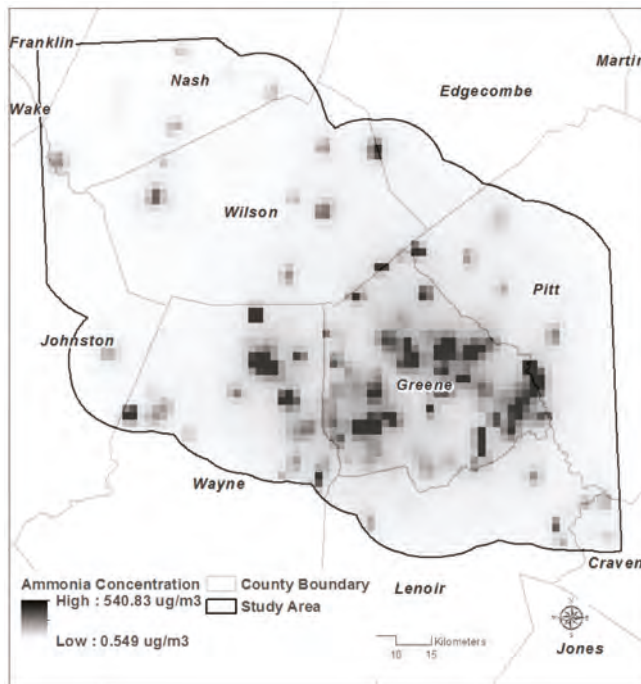 Franklin
Nash
Martin
Edgecombe
Wake
Wilson
Pitt
Johnston
Greene
Wayne
Craven
Ammonia Concentration
High : 540.83 ug/m3
Low : 0.549 ug/m3
County Boundary
Study Area
Lenoir
Kilometers
10 15
Jones